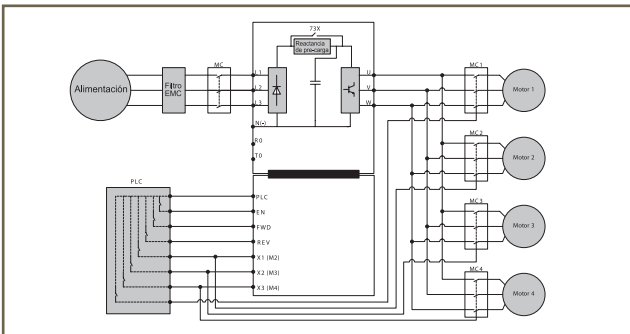 73X
Reactancia
de pre-carga
Alimentación
Filtro
EMC
MC
L1
L2
L3
N(-)
R0
T0
U
V
W
MC1
Motor 1
MC2
Motor 2
MC3
Motor 3
MC4
Motor 4
PLC
PLC
EN
FWD
REV
X1 (M2)
X2 (M3)
X3 (M4)